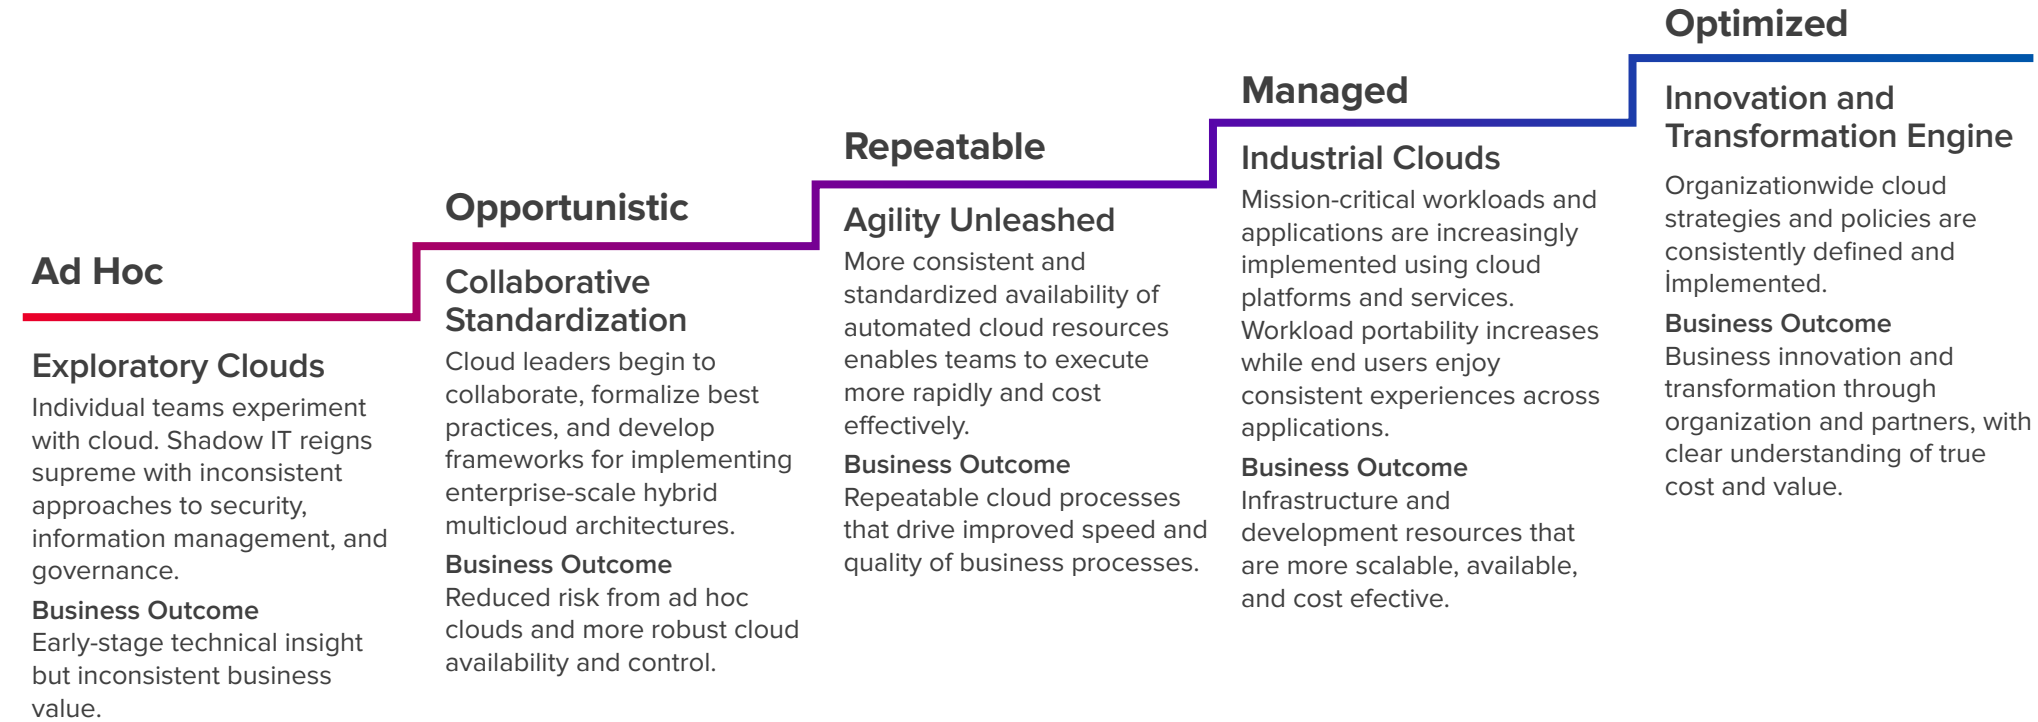 Ad Hoc
Exploratory Clouds
Individual teams experiment
with cloud. Shadow IT reigns
supreme with inconsistent
approaches to security,
information management, and
governance.
Business Outcome
Early-stage technical insight
but inconsistent business
value.
Opportunistic
Collaborative
Standardization
Cloud leaders begin to
collaborate, formalize best
practices, and develop
frameworks for implementing
enterprise-scale hybrid
multicloud architectures.
Business Outcome
Reduced risk from ad hoc
clouds and more robust cloud
availability and control.
Repeatable
Agility Unleashed
More consistent and
standardized availability of
automated cloud resources
enables teams to execute
more rapidly and cost
effectively.
Business Outcome
Repeatable cloud processes
that drive improved speed and
quality of business processes.
Managed
Industrial Clouds
Mission-critical workloads and
applications are increasingly
implemented using cloud
platforms and services.
Workload portability increases
while end users enjoy
consistent experiences across
applications.
Business Outcome
Infrastructure and
development resources that
are more scalable, available,
and cost efective.
Optimized
Innovation and
Transformation Engine
Organizationwide cloud
strategies and policies are
consistently defined and
İmplemented.
Business Outcome
Business innovation and
transformation through
organization and partners, with
clear understanding of true
cost and value.